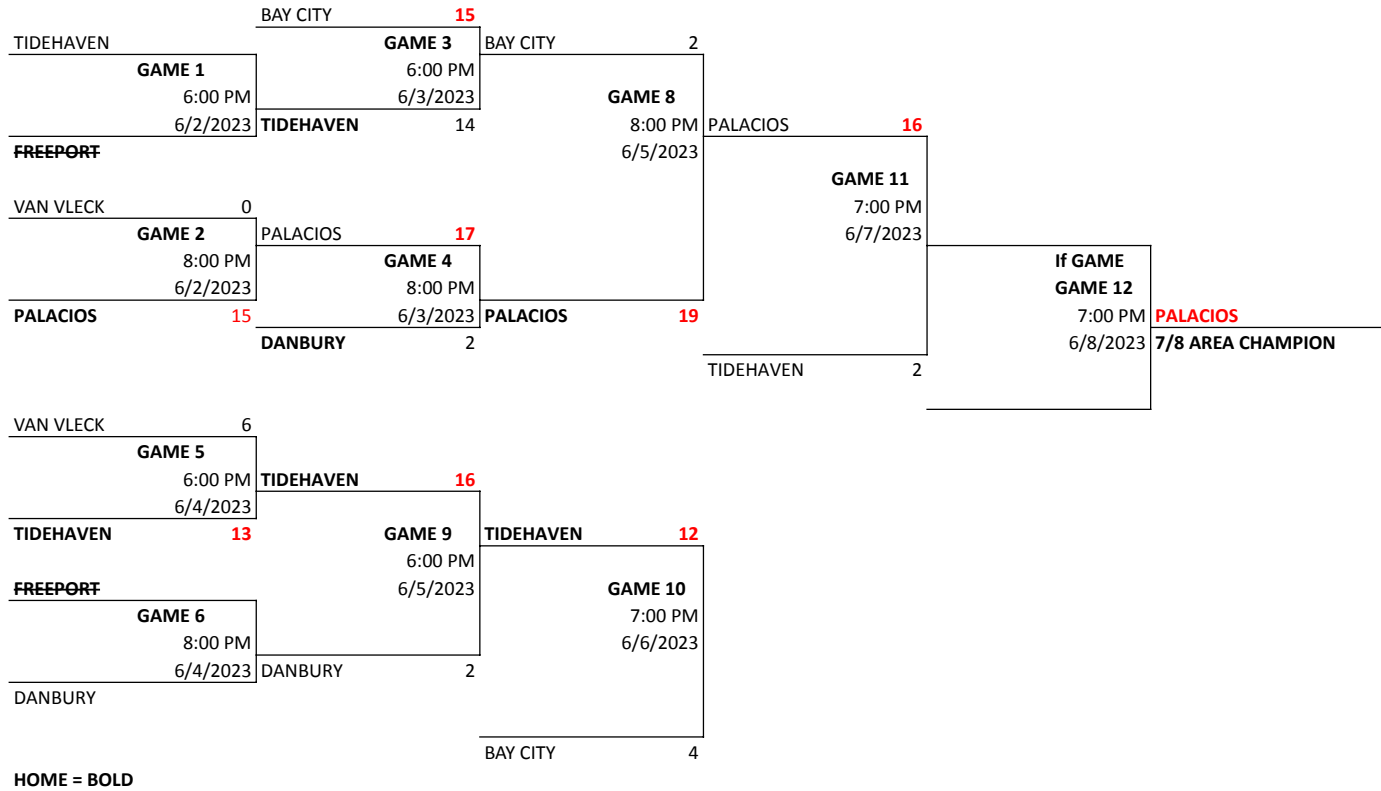 BAY CITY 15
TIDEHAVEN GAME 3 BAY CITY 2
GAME 1 6:00 PM
6:00 PM 6/3/2023 GAME 8
6/2/2023 TIDEHAVEN 14 8:00 PM PALACIOS 16
FREEPORT 6/5/2023
GAME 11
VAN VLECK 0 7:00 PM
GAME 2 PALACIOS 17 6/7/2023
8:00 PM GAME 4 If GAME
6/2/2023 8:00 PM GAME 12
PALACIOS 15 6/3/2023 PALACIOS 19 7:00 PM PALACIOS
DANBURY 2 6/8/2023 7/8 AREA CHAMPION
TIDEHAVEN 2
VAN VLECK 6
GAME 5
6:00 PM TIDEHAVEN 16
6/4/2023
TIDEHAVEN 13 GAME 9 TIDEHAVEN 12
6:00 PM
FREEPORT 6/5/2023 GAME 10
GAME 6 7:00 PM
8:00 PM 6/6/2023
6/4/2023 DANBURY 2
DANBURY
BAY CITY 4
HOME = BOLD